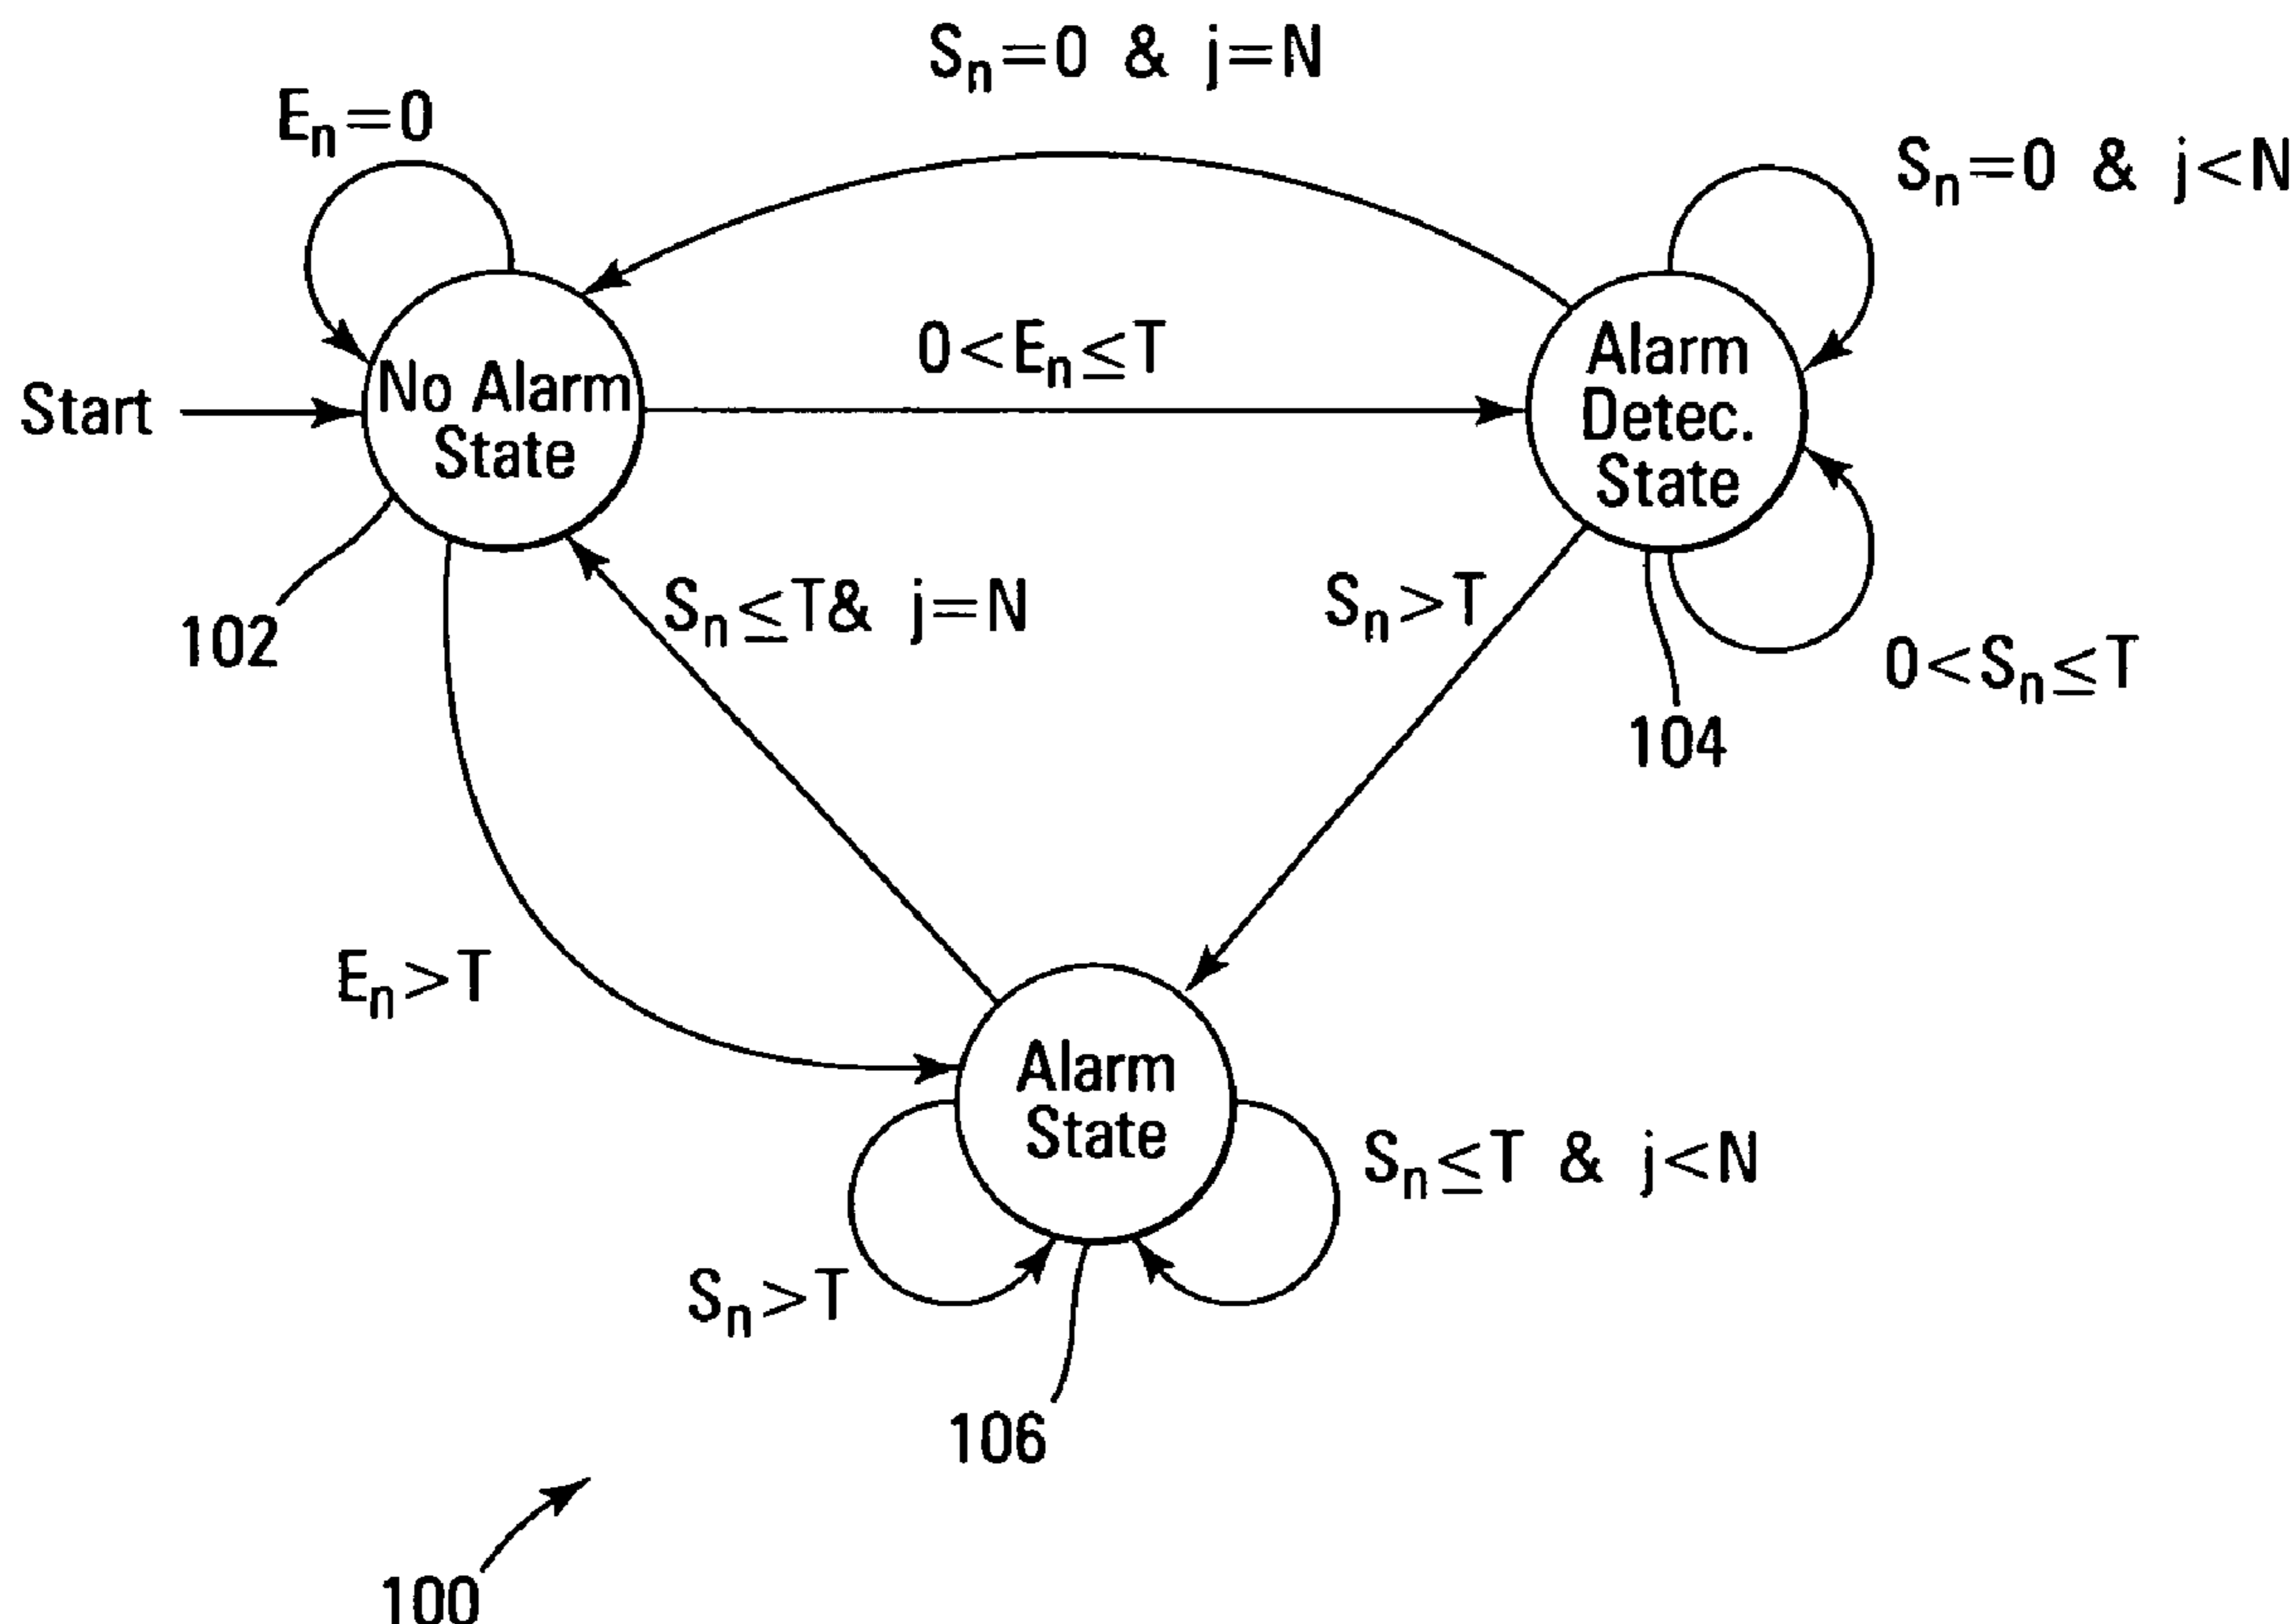 Sn=0 & j=N
En=0
Sn=0 & j<N
0<En≤T
Start
No Alarm
State
Alarm
Detec.
State
Sn≤T& j=N
Sn>T
102
0<Sn≤T
104
En>T
Alarm
State
Sn≤T & j<N
Sn>T
106
100